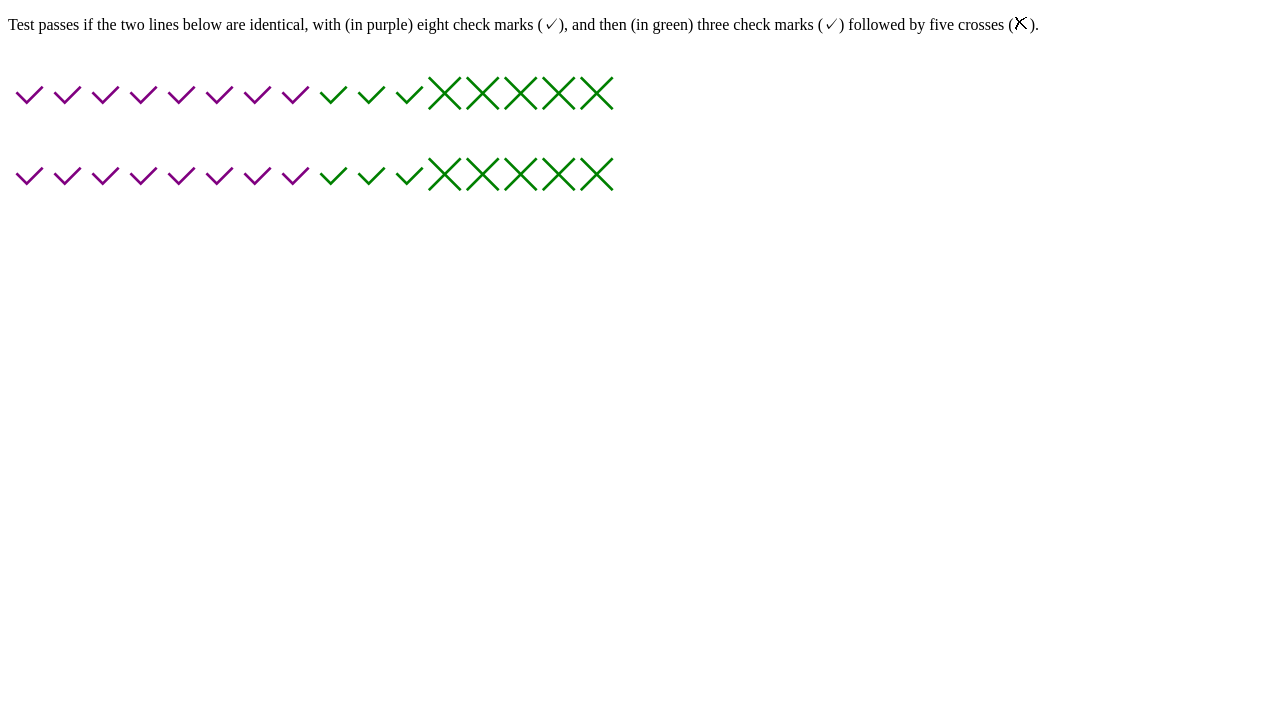 Test passes if the two lines below are identical, with (in purple) eight check marks (✓), and then (in green) three check marks (✓) followed by five crosses (✗).
✓✓✓✓✓✓✓✓✓✓✓✗✗✗✗✗
✓✓✓✓✓✓✓✓✓✓✓✗✗✗✗✗